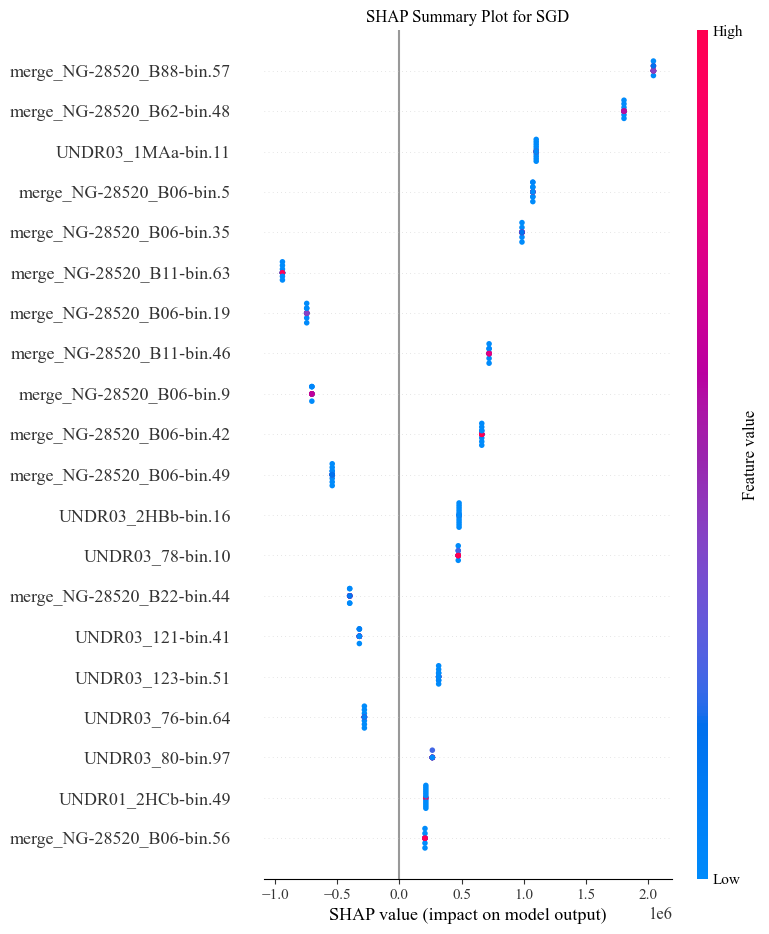 SHAP Summary Plot for SGD
High
merge_NG-28520_B88-bin.57
merge_NG-28520_B62-bin.48
UNDR03_1MAa-bin.11
merge_NG-28520_B06-bin.5
merge_NG-28520_B06-bin.35
merge_NG-28520_B11-bin.63
merge_NG-28520_B06-bin.19
merge_NG-28520_B11-bin.46
merge_NG-28520_B06-bin.9
merge_NG-28520_B06-bin.42
merge_NG-28520_B06-bin.49
UNDR03_2HBb-bin.16
UNDR03_78-bin.10
merge_NG-28520_B22-bin.44
UNDR03_121-bin.41
UNDR03_123-bin.51
UNDR03_76-bin.64
UNDR03_80-bin.97
UNDR01_2HCb-bin.49
merge_NG-28520_B06-bin.56
Feature value
Low
−1.0 −0.5 0.0 0.5 1.0 1.5 2.0
1e6
SHAP value (impact on model output)